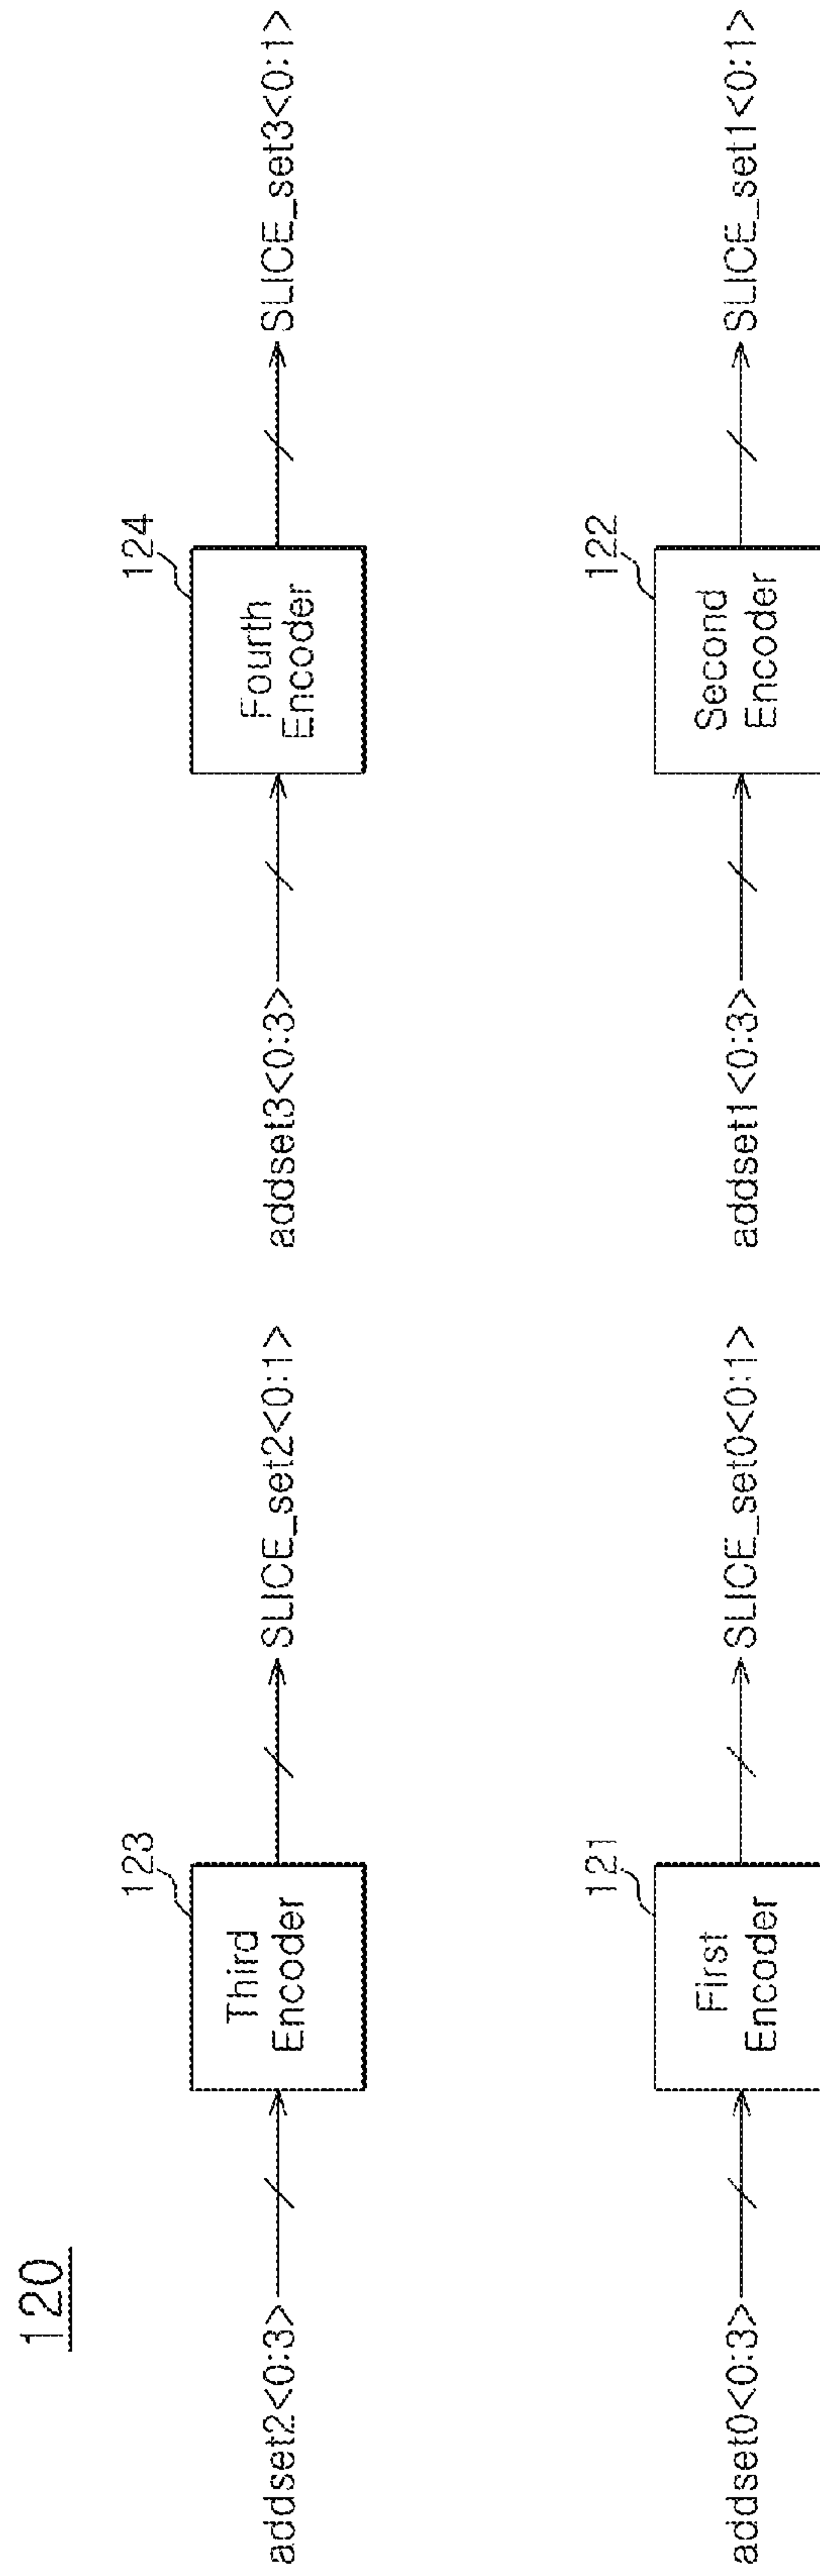 120
addset2<0:3>
123
Third
Encoder
SLICE_set2<0:1>
addset3<0:3>
124
Fourth
Encoder
SLICE_set3<0:1>
addset0<0:3>
121
First
Encoder
SLICE_set0<0:1>
addset1<0:3>
122
Second
Encoder
SLICE_set1<0:1>